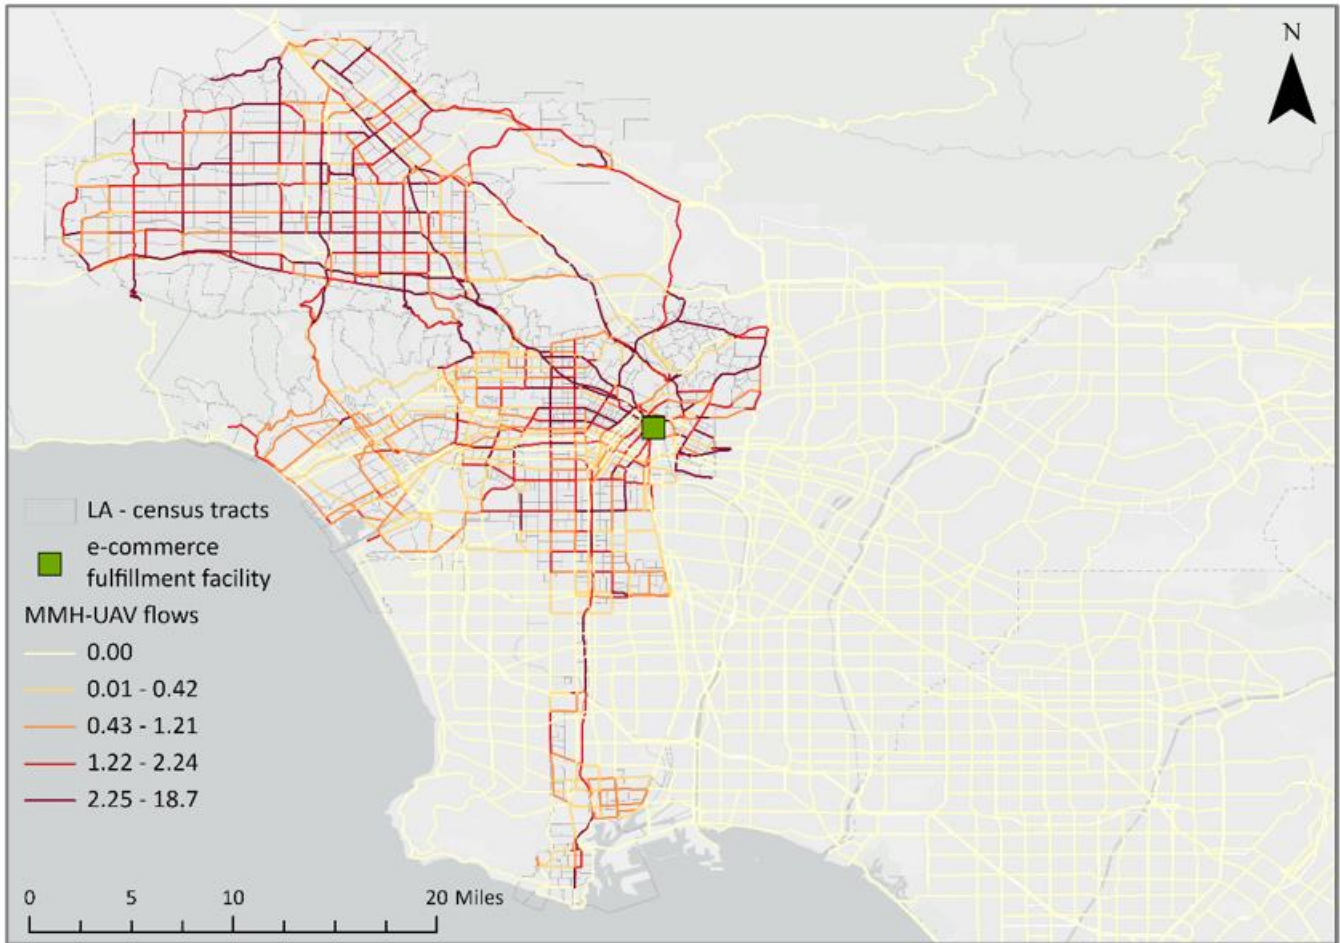 N
LA - census tracts
e-commerce
fulfillment facility
MMH-UAV flows
0.00
0.01 - 0.42
0.43 - 1.21
1.22 - 2.24
2.25 - 18.7
0 5 10 20 Miles